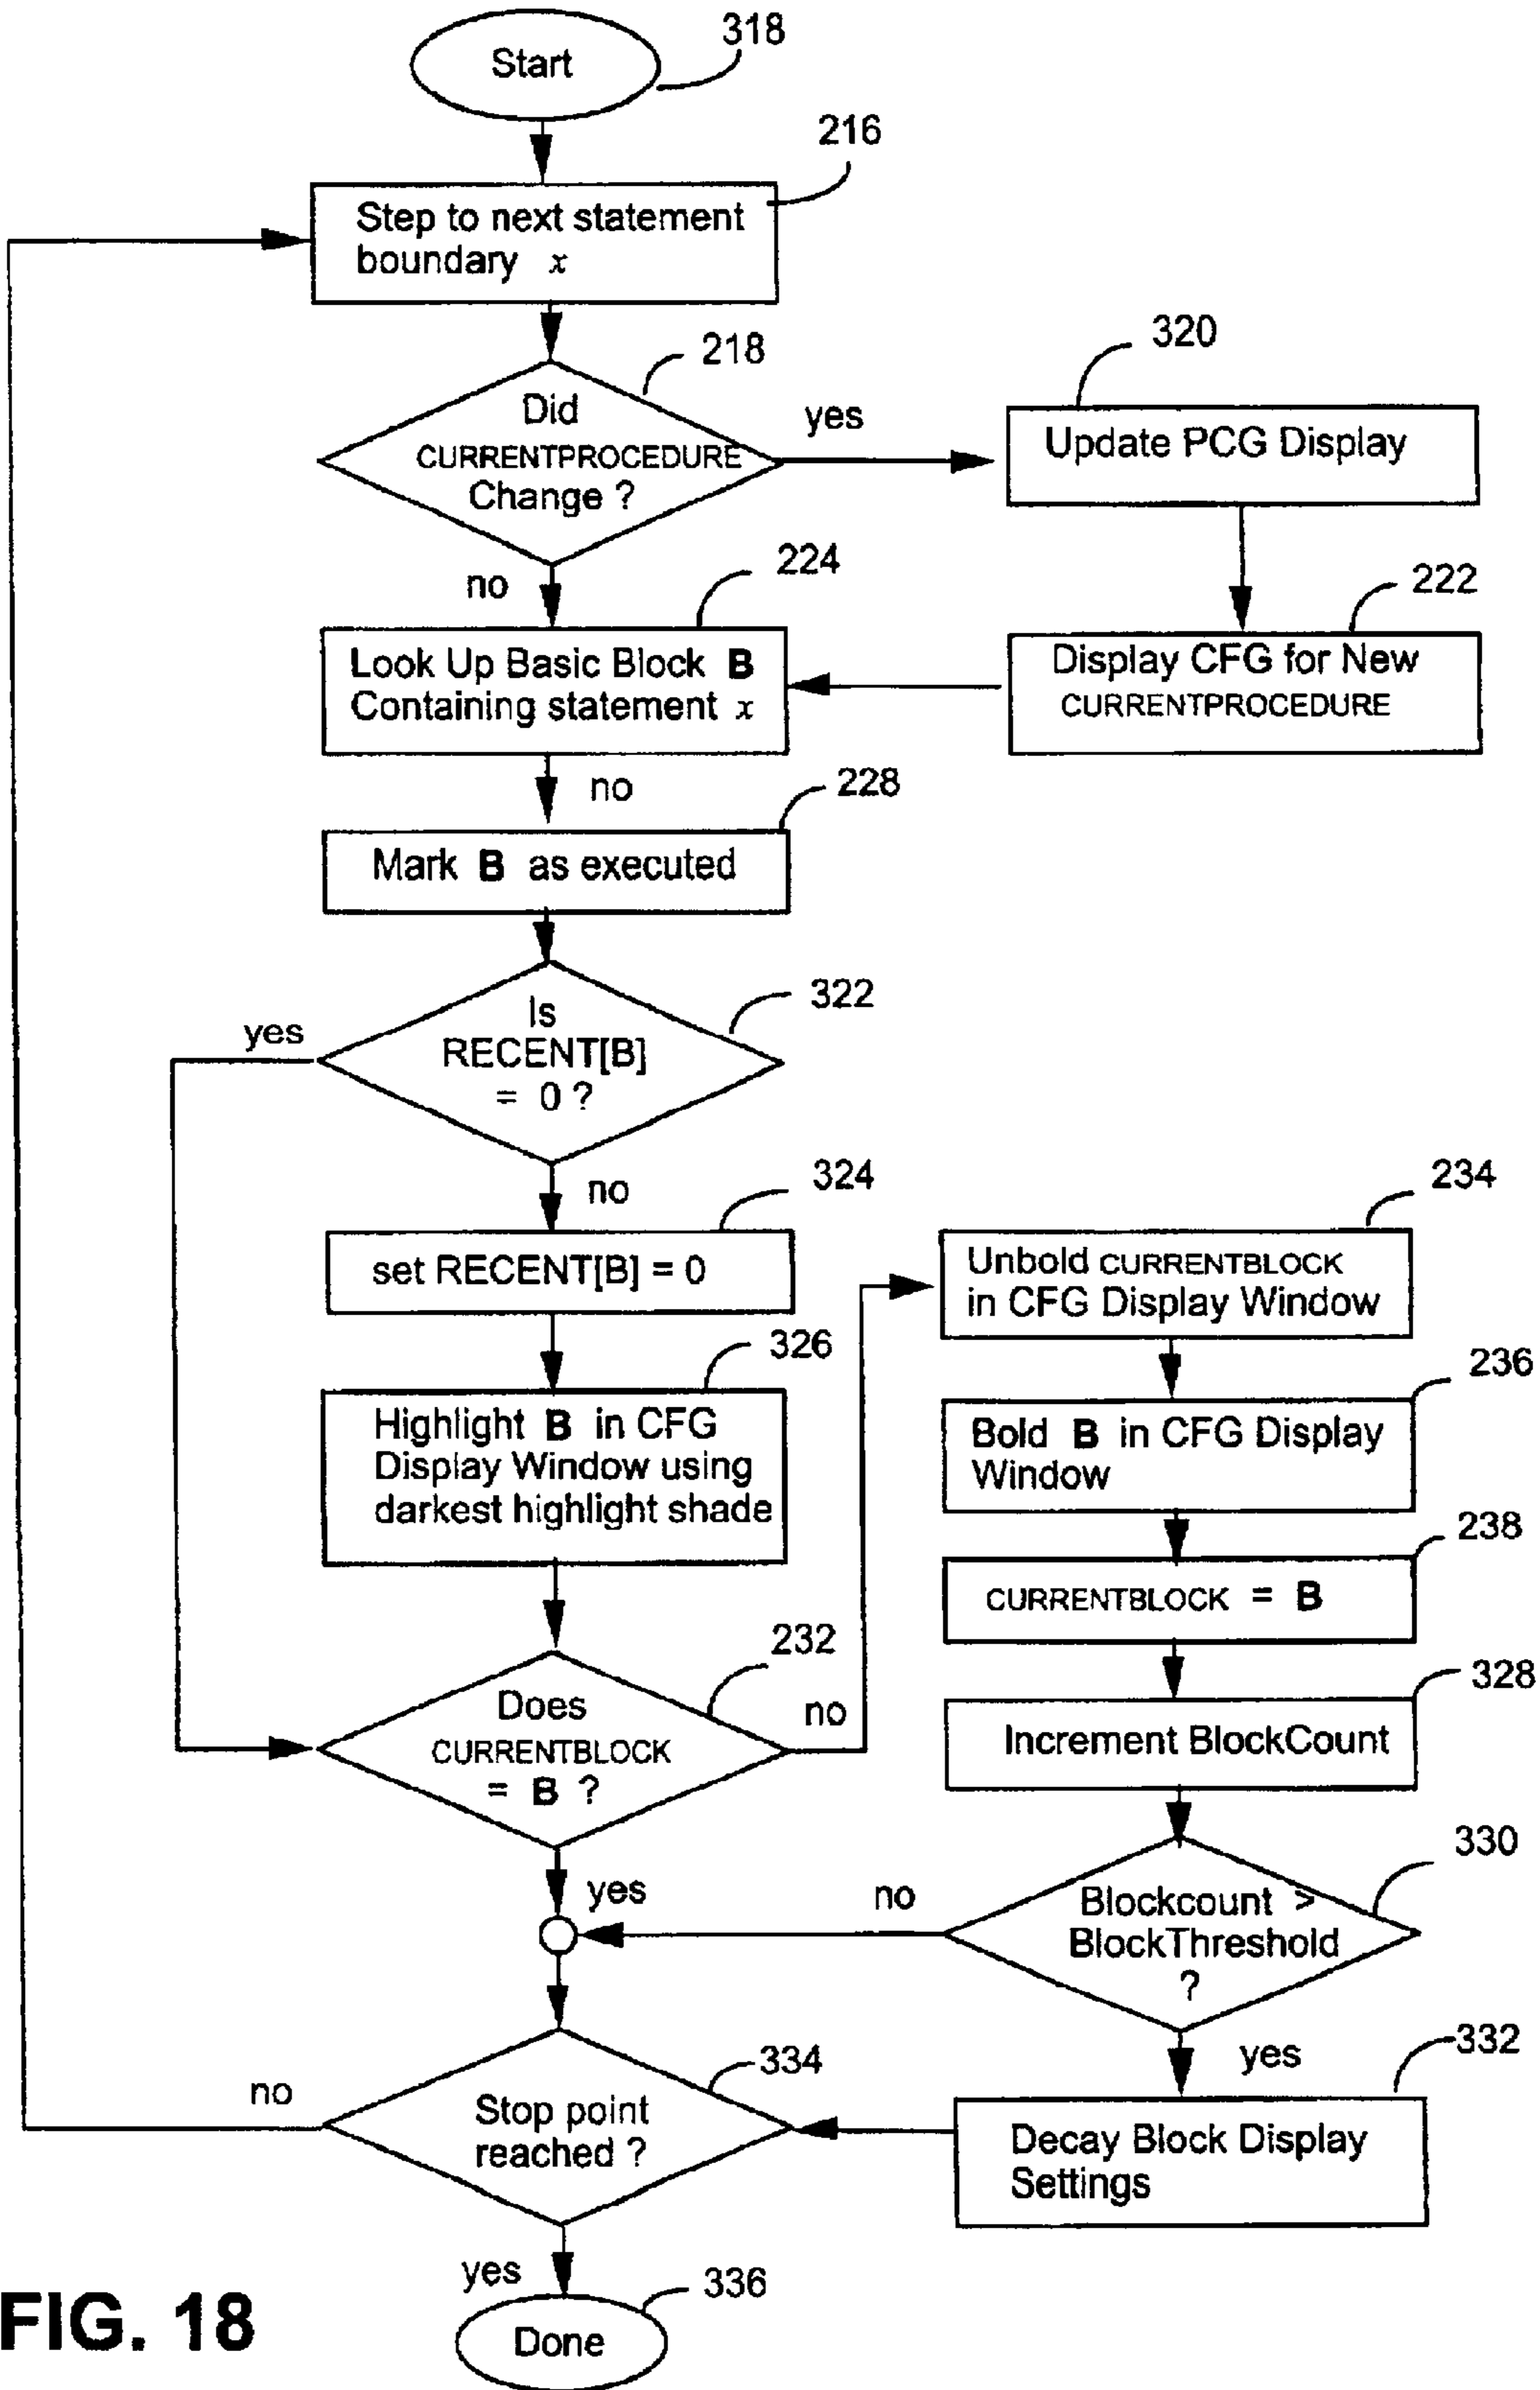 Start
318
216
Step to next statement
boundary x
218
Did
CURRENTPROCEDURE
Change ?
yes
320
Update PCG Display
no
224
222
Look Up Basic Block B
Containing statement x
Display CFG for New
CURRENTPROCEDURE
no
228
Mark B as executed
322
Is
RECENT[B]
= 0 ?
yes
no
324
set RECENT[B] = 0
234
Unbold CURRENTBLOCK
in CFG Display Window
326
Highlight B in CFG
Display Window using
darkest highlight shade
236
Bold B in CFG Display
Window
238
CURRENTBLOCK = B
232
Does
CURRENTBLOCK
= B ?
no
328
Increment BlockCount
yes
330
Blockcount >
BlockThreshold
?
no
yes
332
Decay Block Display
Settings
334
Stop point
reached ?
no
yes
336
Done
FIG. 18